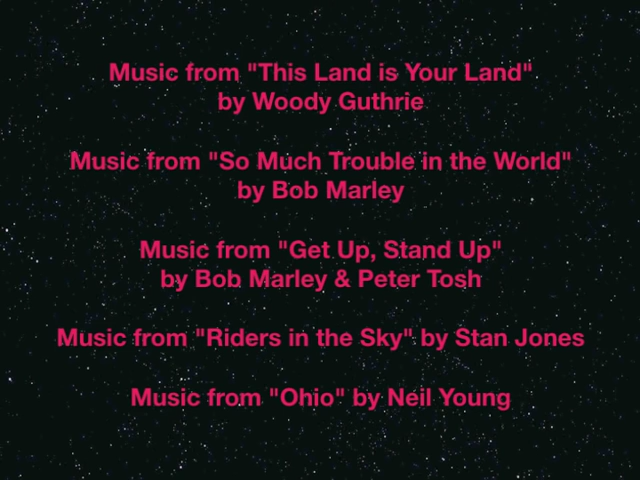 Music from "This Land is Your Land"
by Woody Guthrie
Music from "So Much Trouble in the World"
by Bob Marley
Music from "Get Up, Stand Up"
by Bob Marley & Peter Tosh
Music from "Riders in the Sky" by Stan Jones
Music from "Ohio" by Neil Young